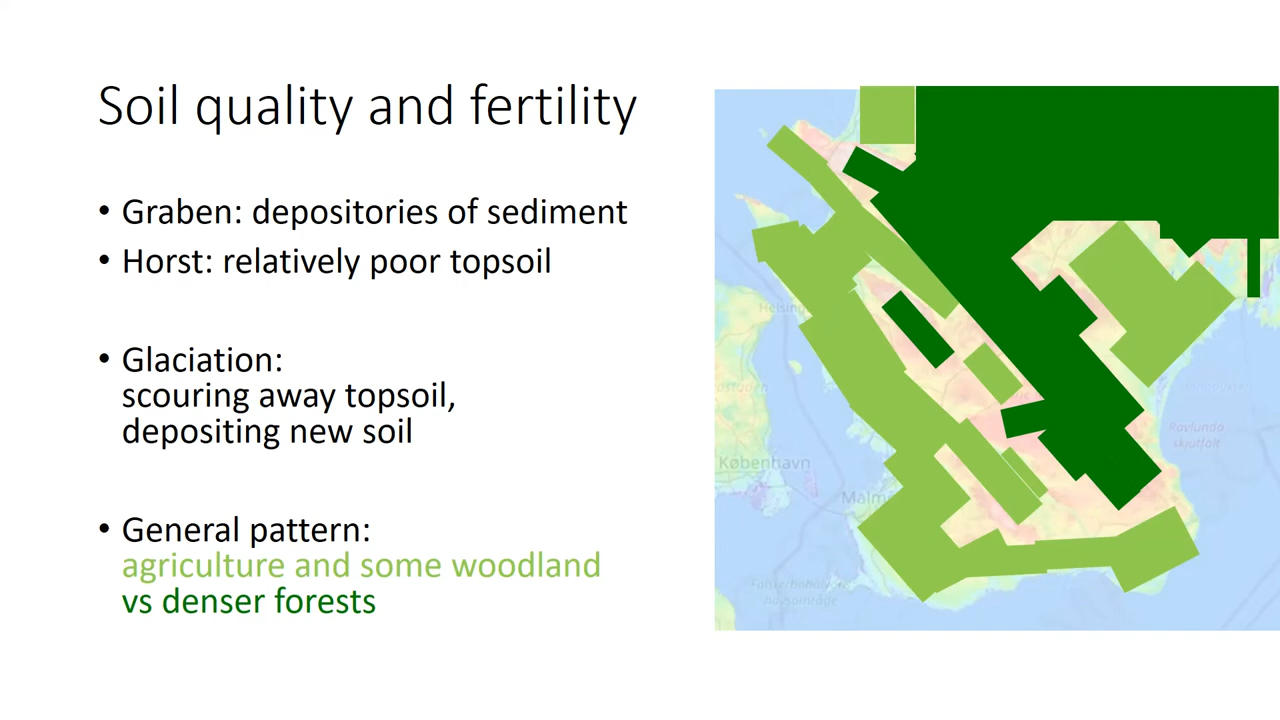 Soil quality and fertility
• Graben: depositories of sediment
• Horst: relatively poor topsoil
• Glaciation:
scouring away topsoil,
depositing new soil
• General pattern:
agriculture and some woodland
vs denser forests
Helsing
København
Malm
Ravlunda
skjutfält